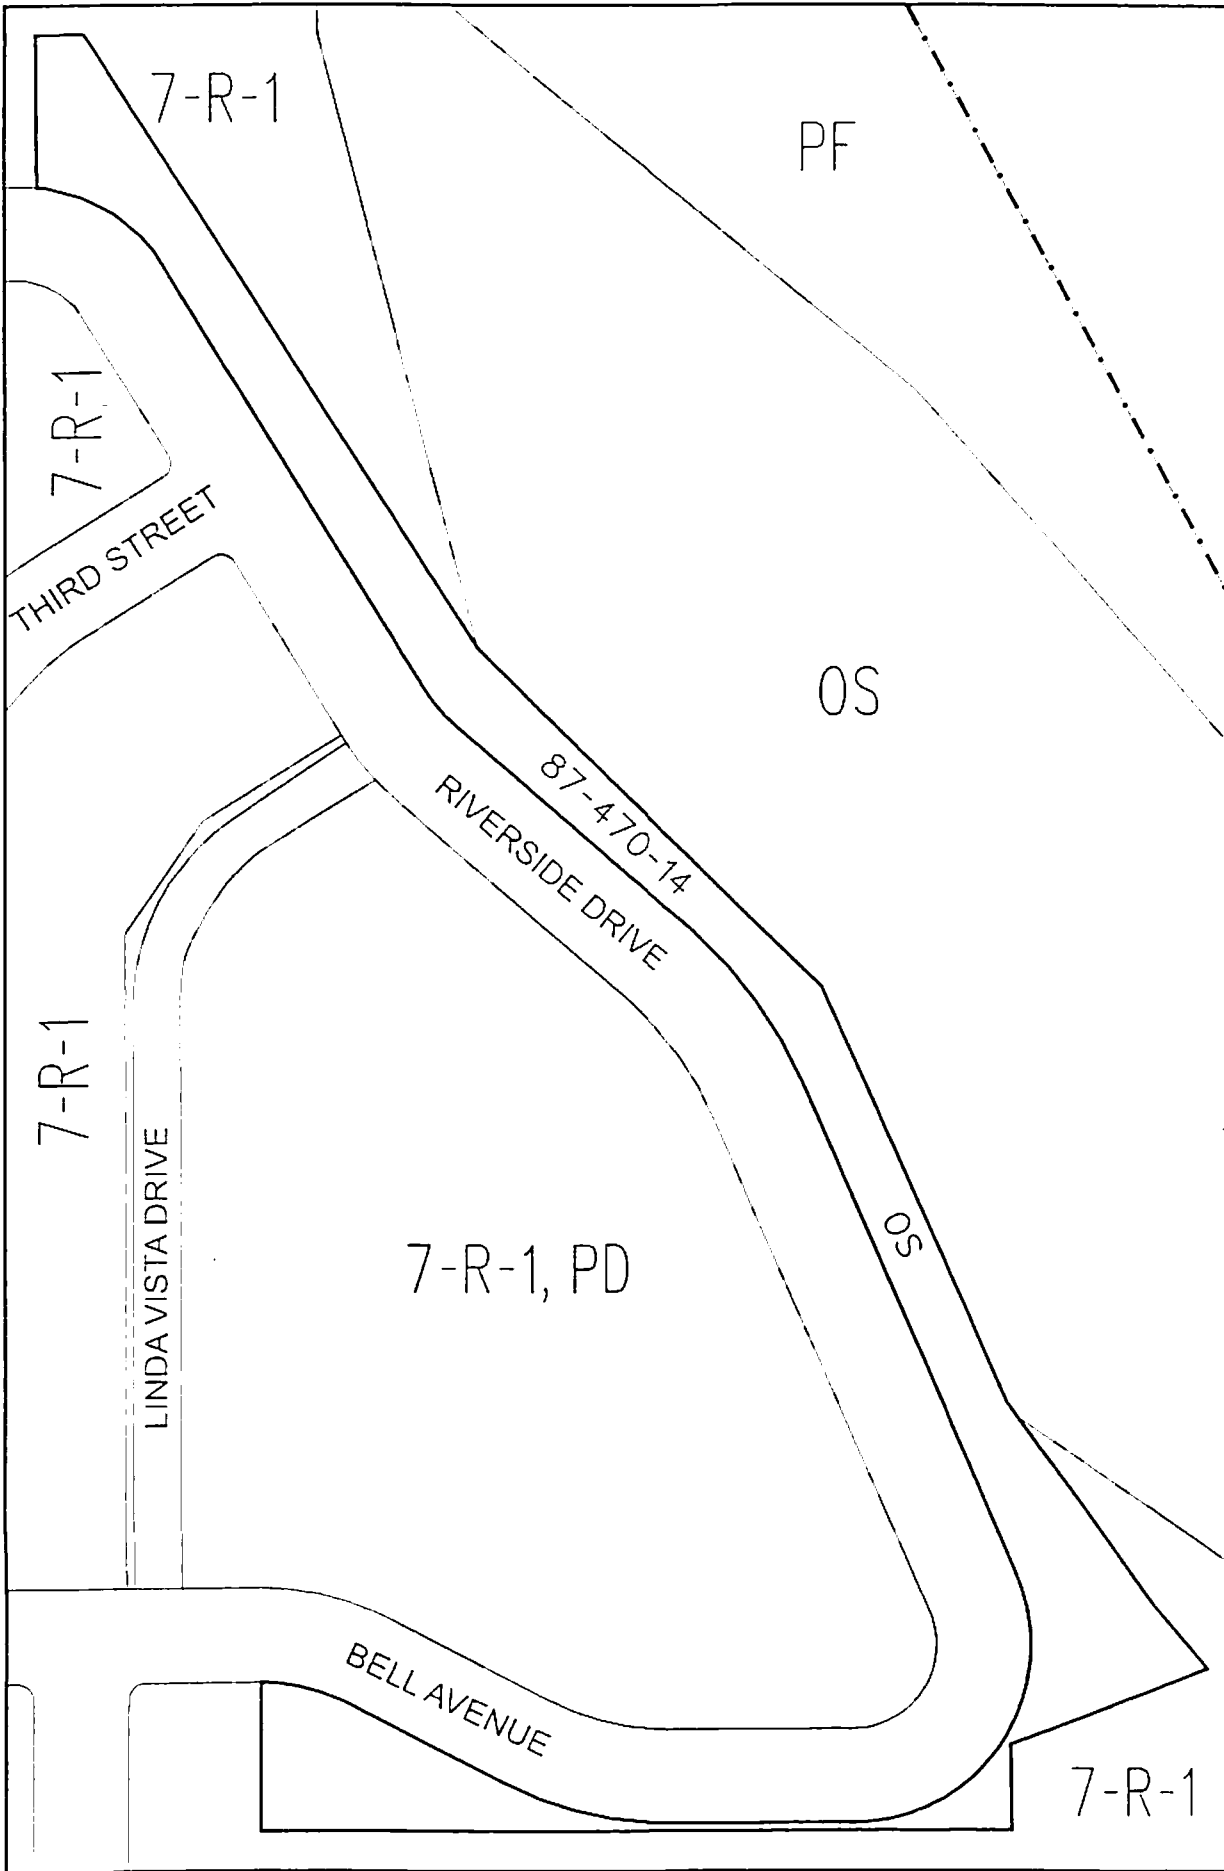 7-R-1
PF
7-R-1
THIRD STREET
OS
87-470-14
RIVERSIDE DRIVE
7-R-1
LINDA VISTA DRIVE
OS
7-R-1, PD
BELL AVENUE
7-R-1